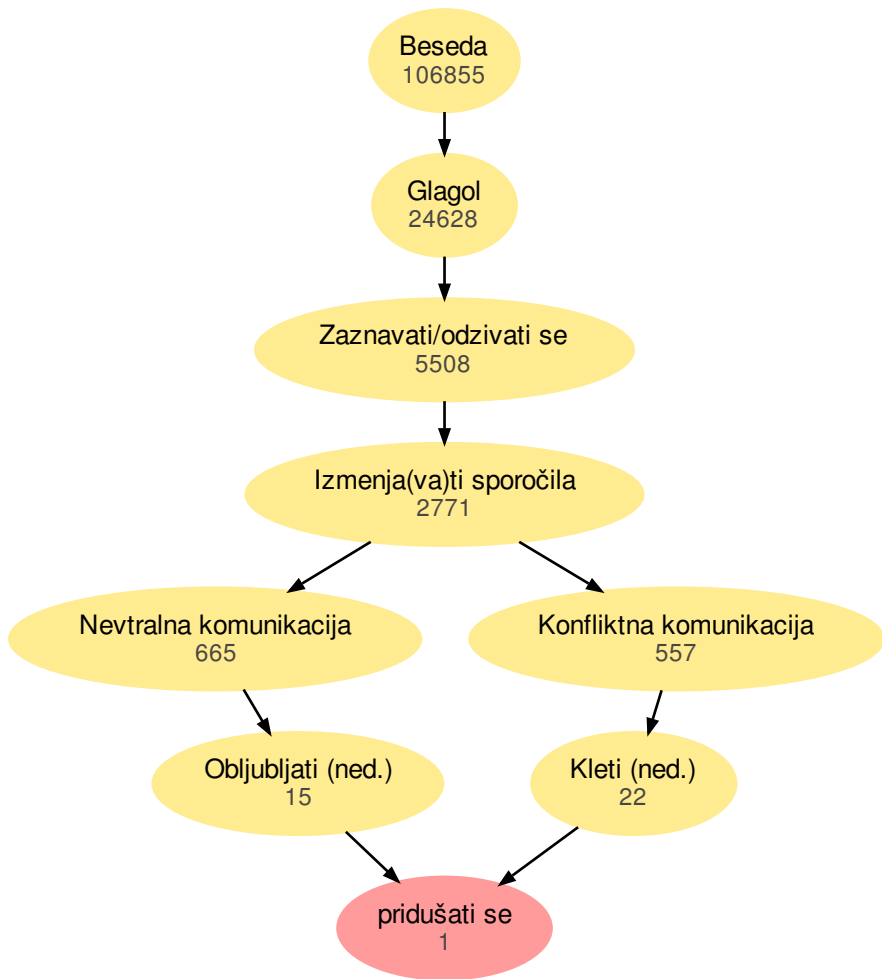 Beseda
106855
Glagol
24628
Zaznavati/odzivati se
5508
Izmenja(va)ti sporočila
2771
Nevtralna komunikacija
665
Konfliktna komunikacija
557
Obljubljati (ned.)
15
Kleti (ned.)
22
pridušati se
1